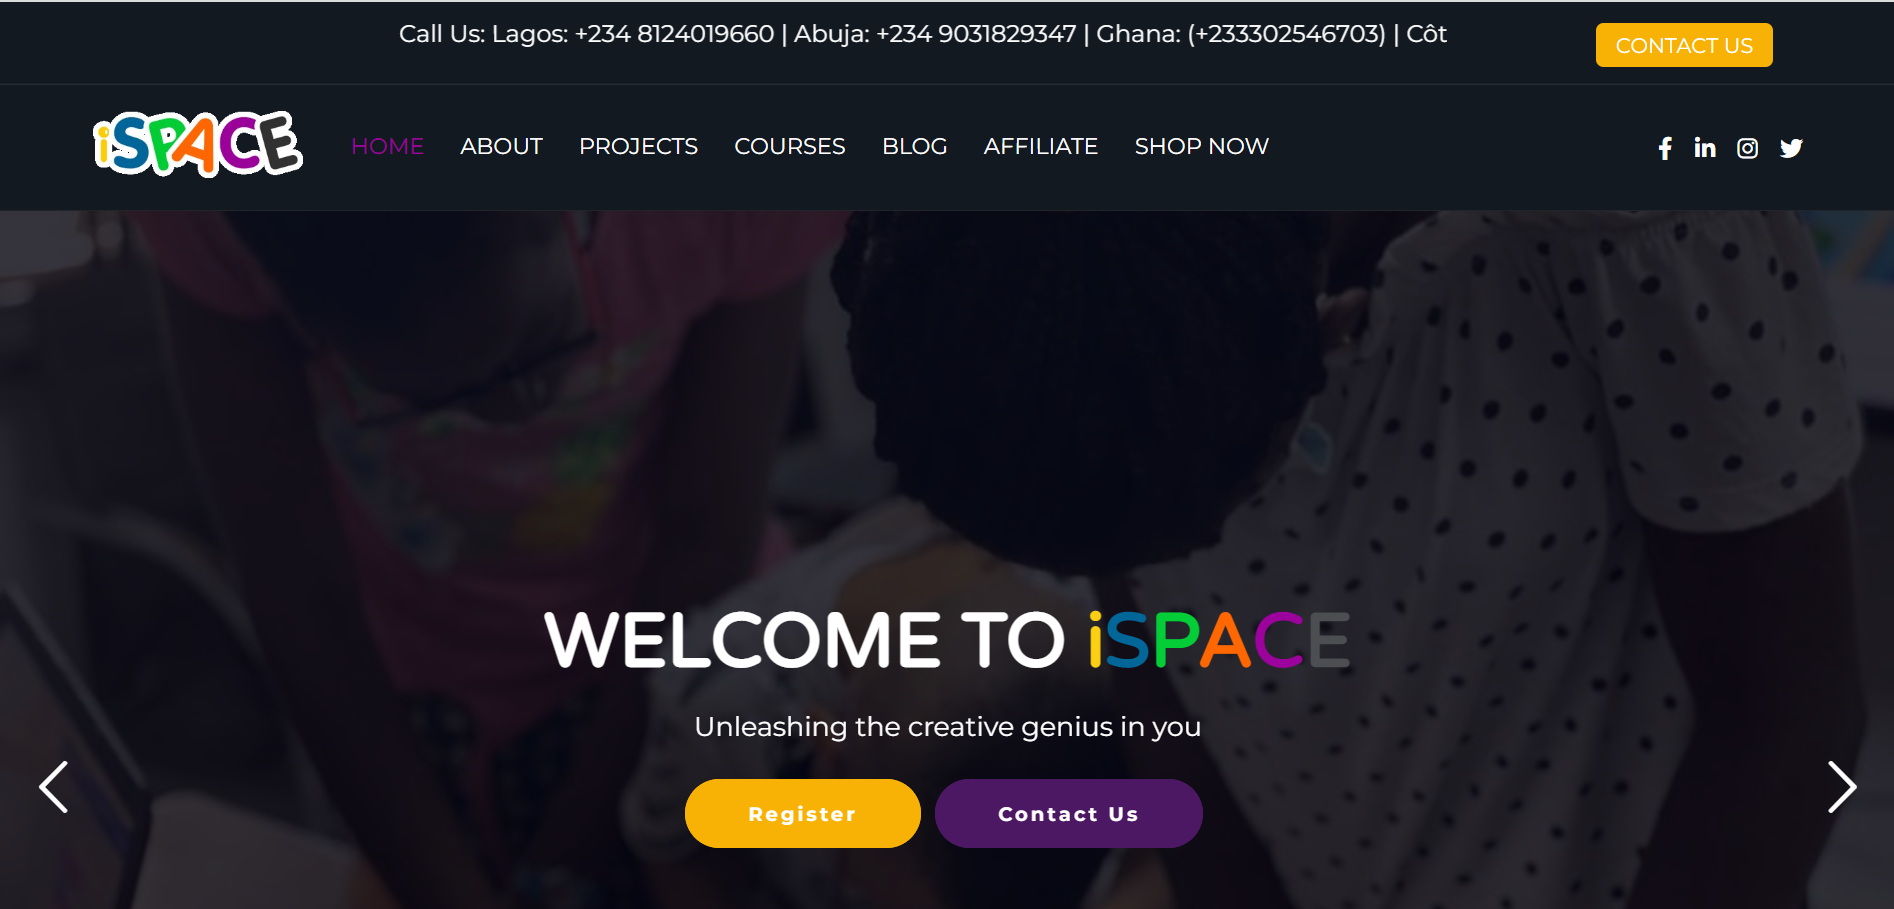 Call Us: Lagos: +234 8124019660 | Abuja: +234 9031829347 | Ghana: (+233302546703) | Côt
CONTACT US
iSPACE
HOME ABOUT PROJECTS COURSES BLOG AFFILIATE SHOP NOW
WELCOME TO iSPACE
Unleashing the creative genius in you
Register Contact Us